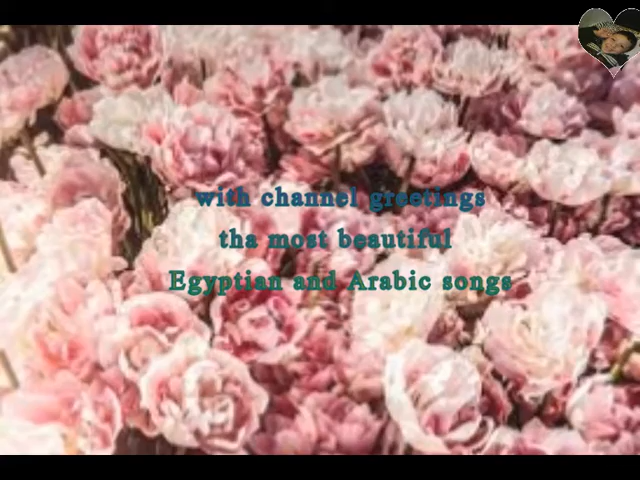 with channel greetings
tha most beautiful
Egyptian and Arabic songs